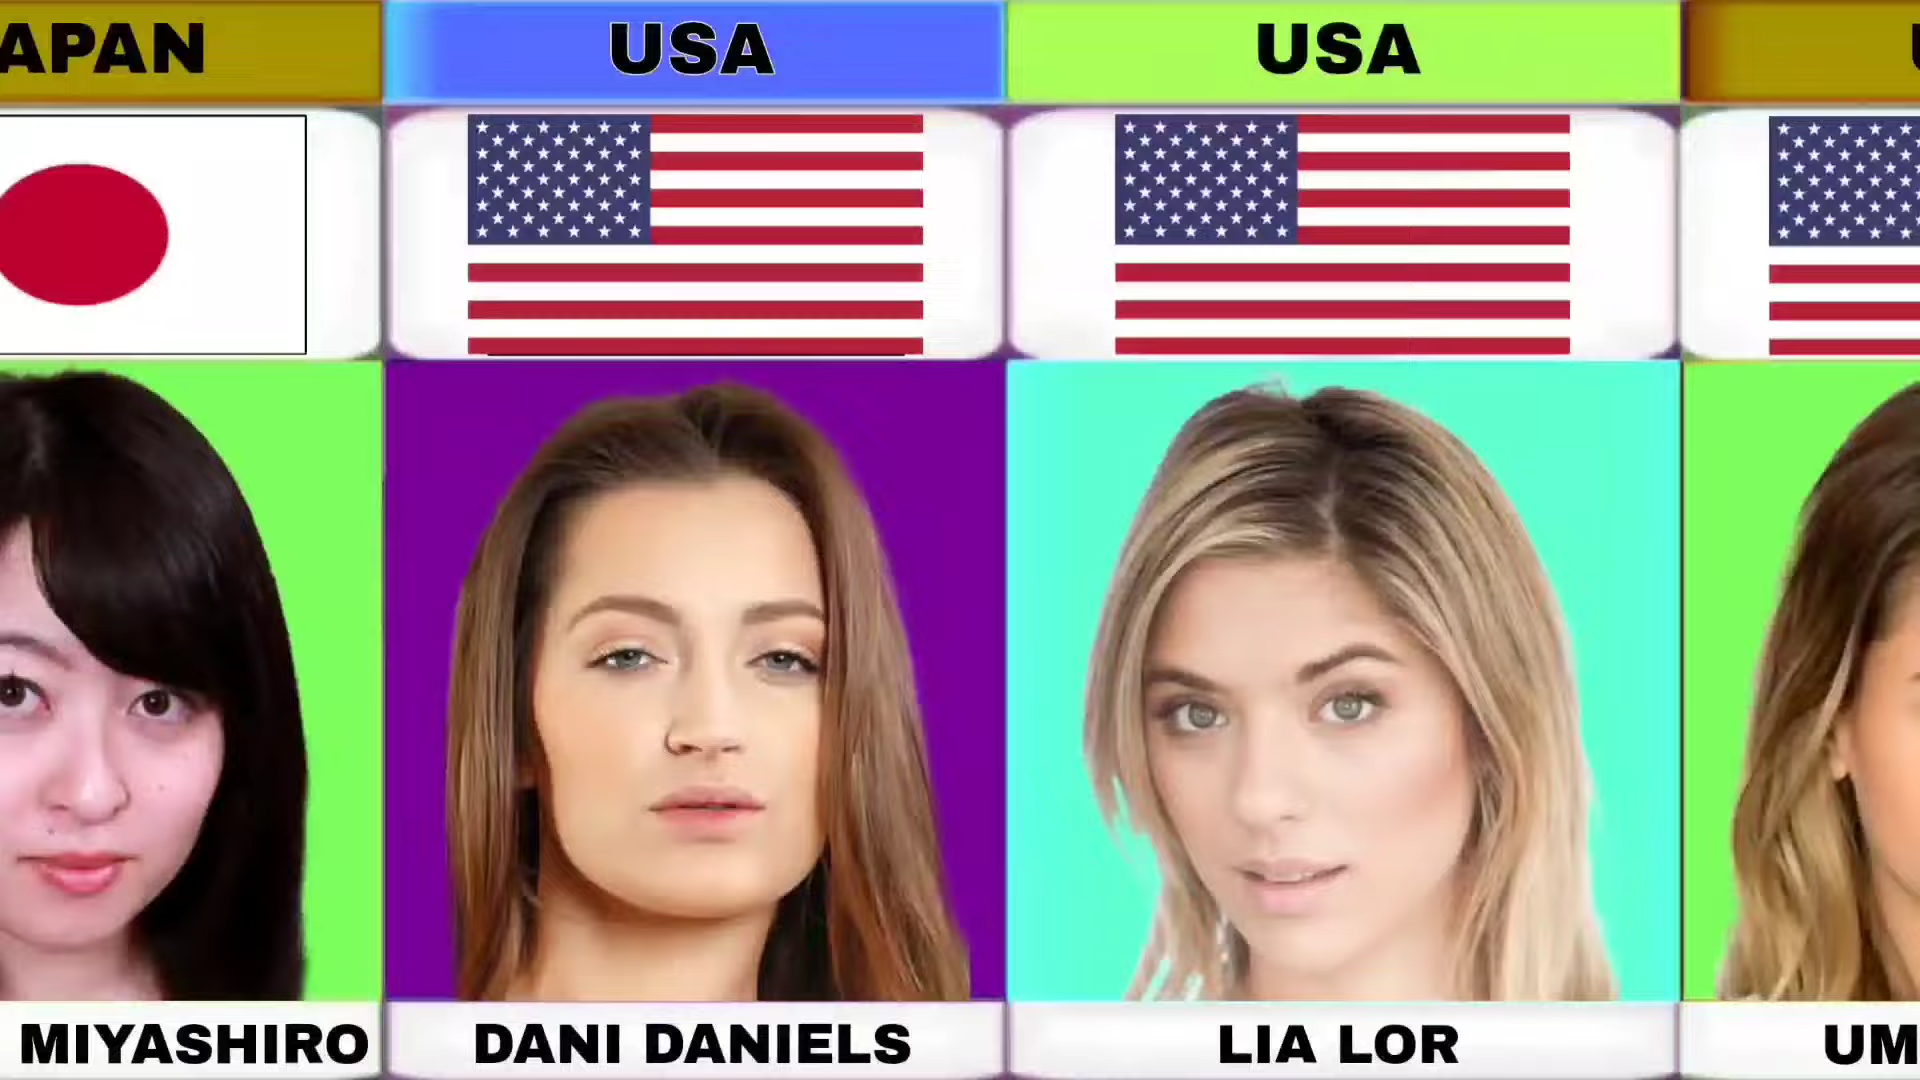 APAN
USA
USA
MIYASHIRO
DANI DANIELS
LIA LOR
UM